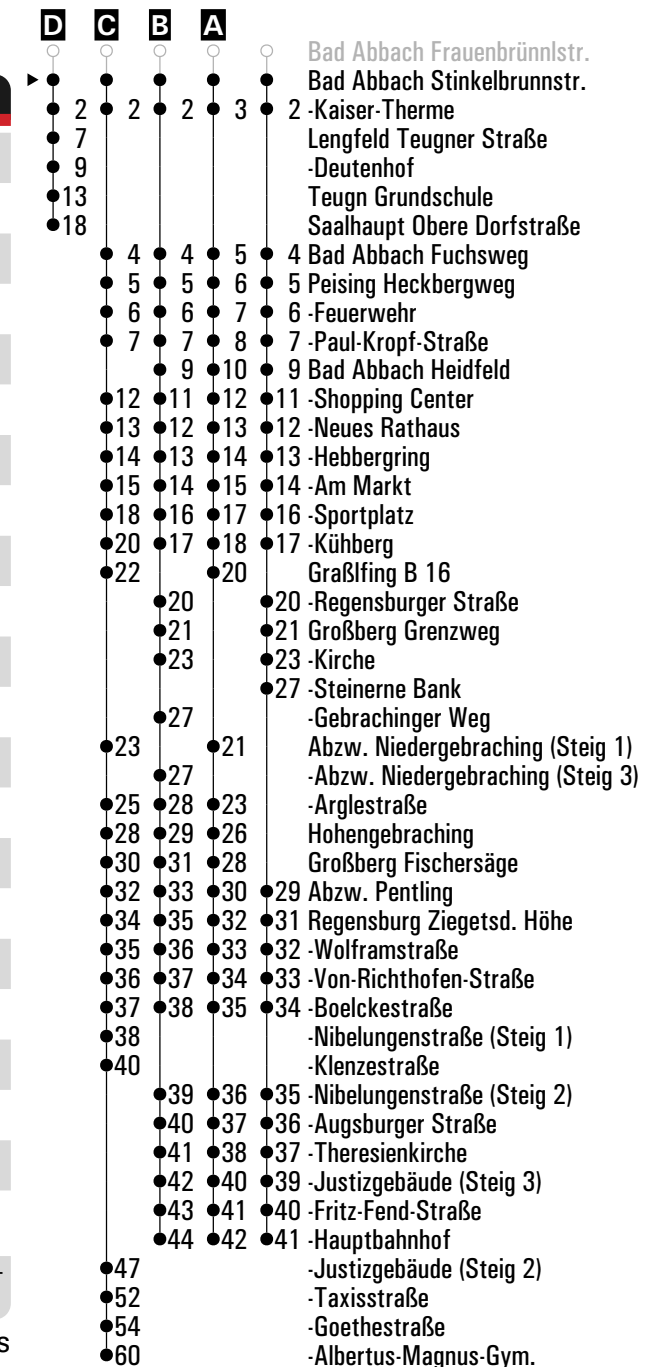 D C B A
Bad Abbach Frauenbrünnlstr.
Bad Abbach Stinkelbrunnstr.
2 2 2 3 2 -Kaiser-Therme
7 Lengfeld Teugner Straße
9 -Deutenhof
13 Teugn Grundschule
18 Saalhaupt Obere Dorfstraße
4 4 5 4 Bad Abbach Fuchsweg
5 5 6 5 Peising Heckbergweg
6 6 7 6 -Feuerwehr
7 7 8 7 -Paul-Kropf-Straße
9 10 9 Bad Abbach Heidfeld
12 11 12 11 -Shopping Center
13 12 13 12 -Neues Rathaus
14 13 14 13 -Hebbergring
15 14 15 14 -Am Markt
18 16 17 16 -Sportplatz
20 17 18 17 -Kühberg
22 20 Graßlfing B 16
20 20 -Regensburger Straße
21 21 Großberg Grenzweg
23 23 -Kirche
27 -Steinerne Bank
27 -Gebrachinger Weg
23 21 Abzw. Niedergebraching (Steig 1)
27 -Abzw. Niedergebraching (Steig 3)
25 28 23 -Arglestraße
28 29 26 Hohengebraching
30 31 28 Großberg Fischersäge
32 33 30 29 Abzw. Pentling
34 35 32 31 Regensburg Ziegetsd. Höhe
35 36 33 32 -Wolframstraße
36 37 34 33 -Von-Richthofen-Straße
37 38 35 34 -Boelckestraße
38 -Nibelungenstraße (Steig 1)
40 -Klenzestraße
39 36 35 -Nibelungenstraße (Steig 2)
40 37 36 -Augsburger Straße
41 38 37 -Theresienkirche
42 40 39 -Justizgebäude (Steig 3)
43 41 40 -Fritz-Fend-Straße
44 42 41 -Hauptbahnhof
47 -Justizgebäude (Steig 2)
52 -Taxisstraße
54 -Goethestraße
s
60 -Albertus-Magnus-Gym.